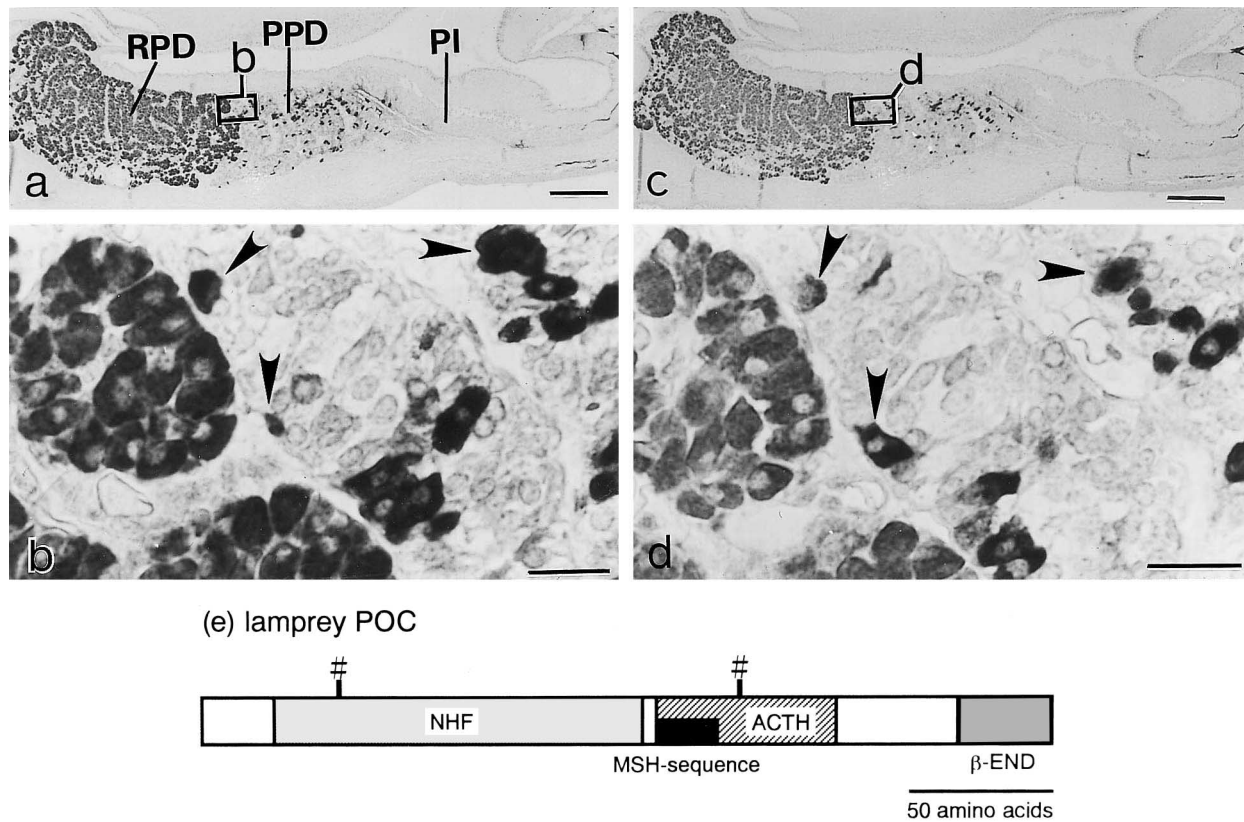 RPD
b
PPD
PI
a
d
c
b
d
(e) lamprey POC
#
#
NHF
ACTH
MSH-sequence
β-END
50 amino acids